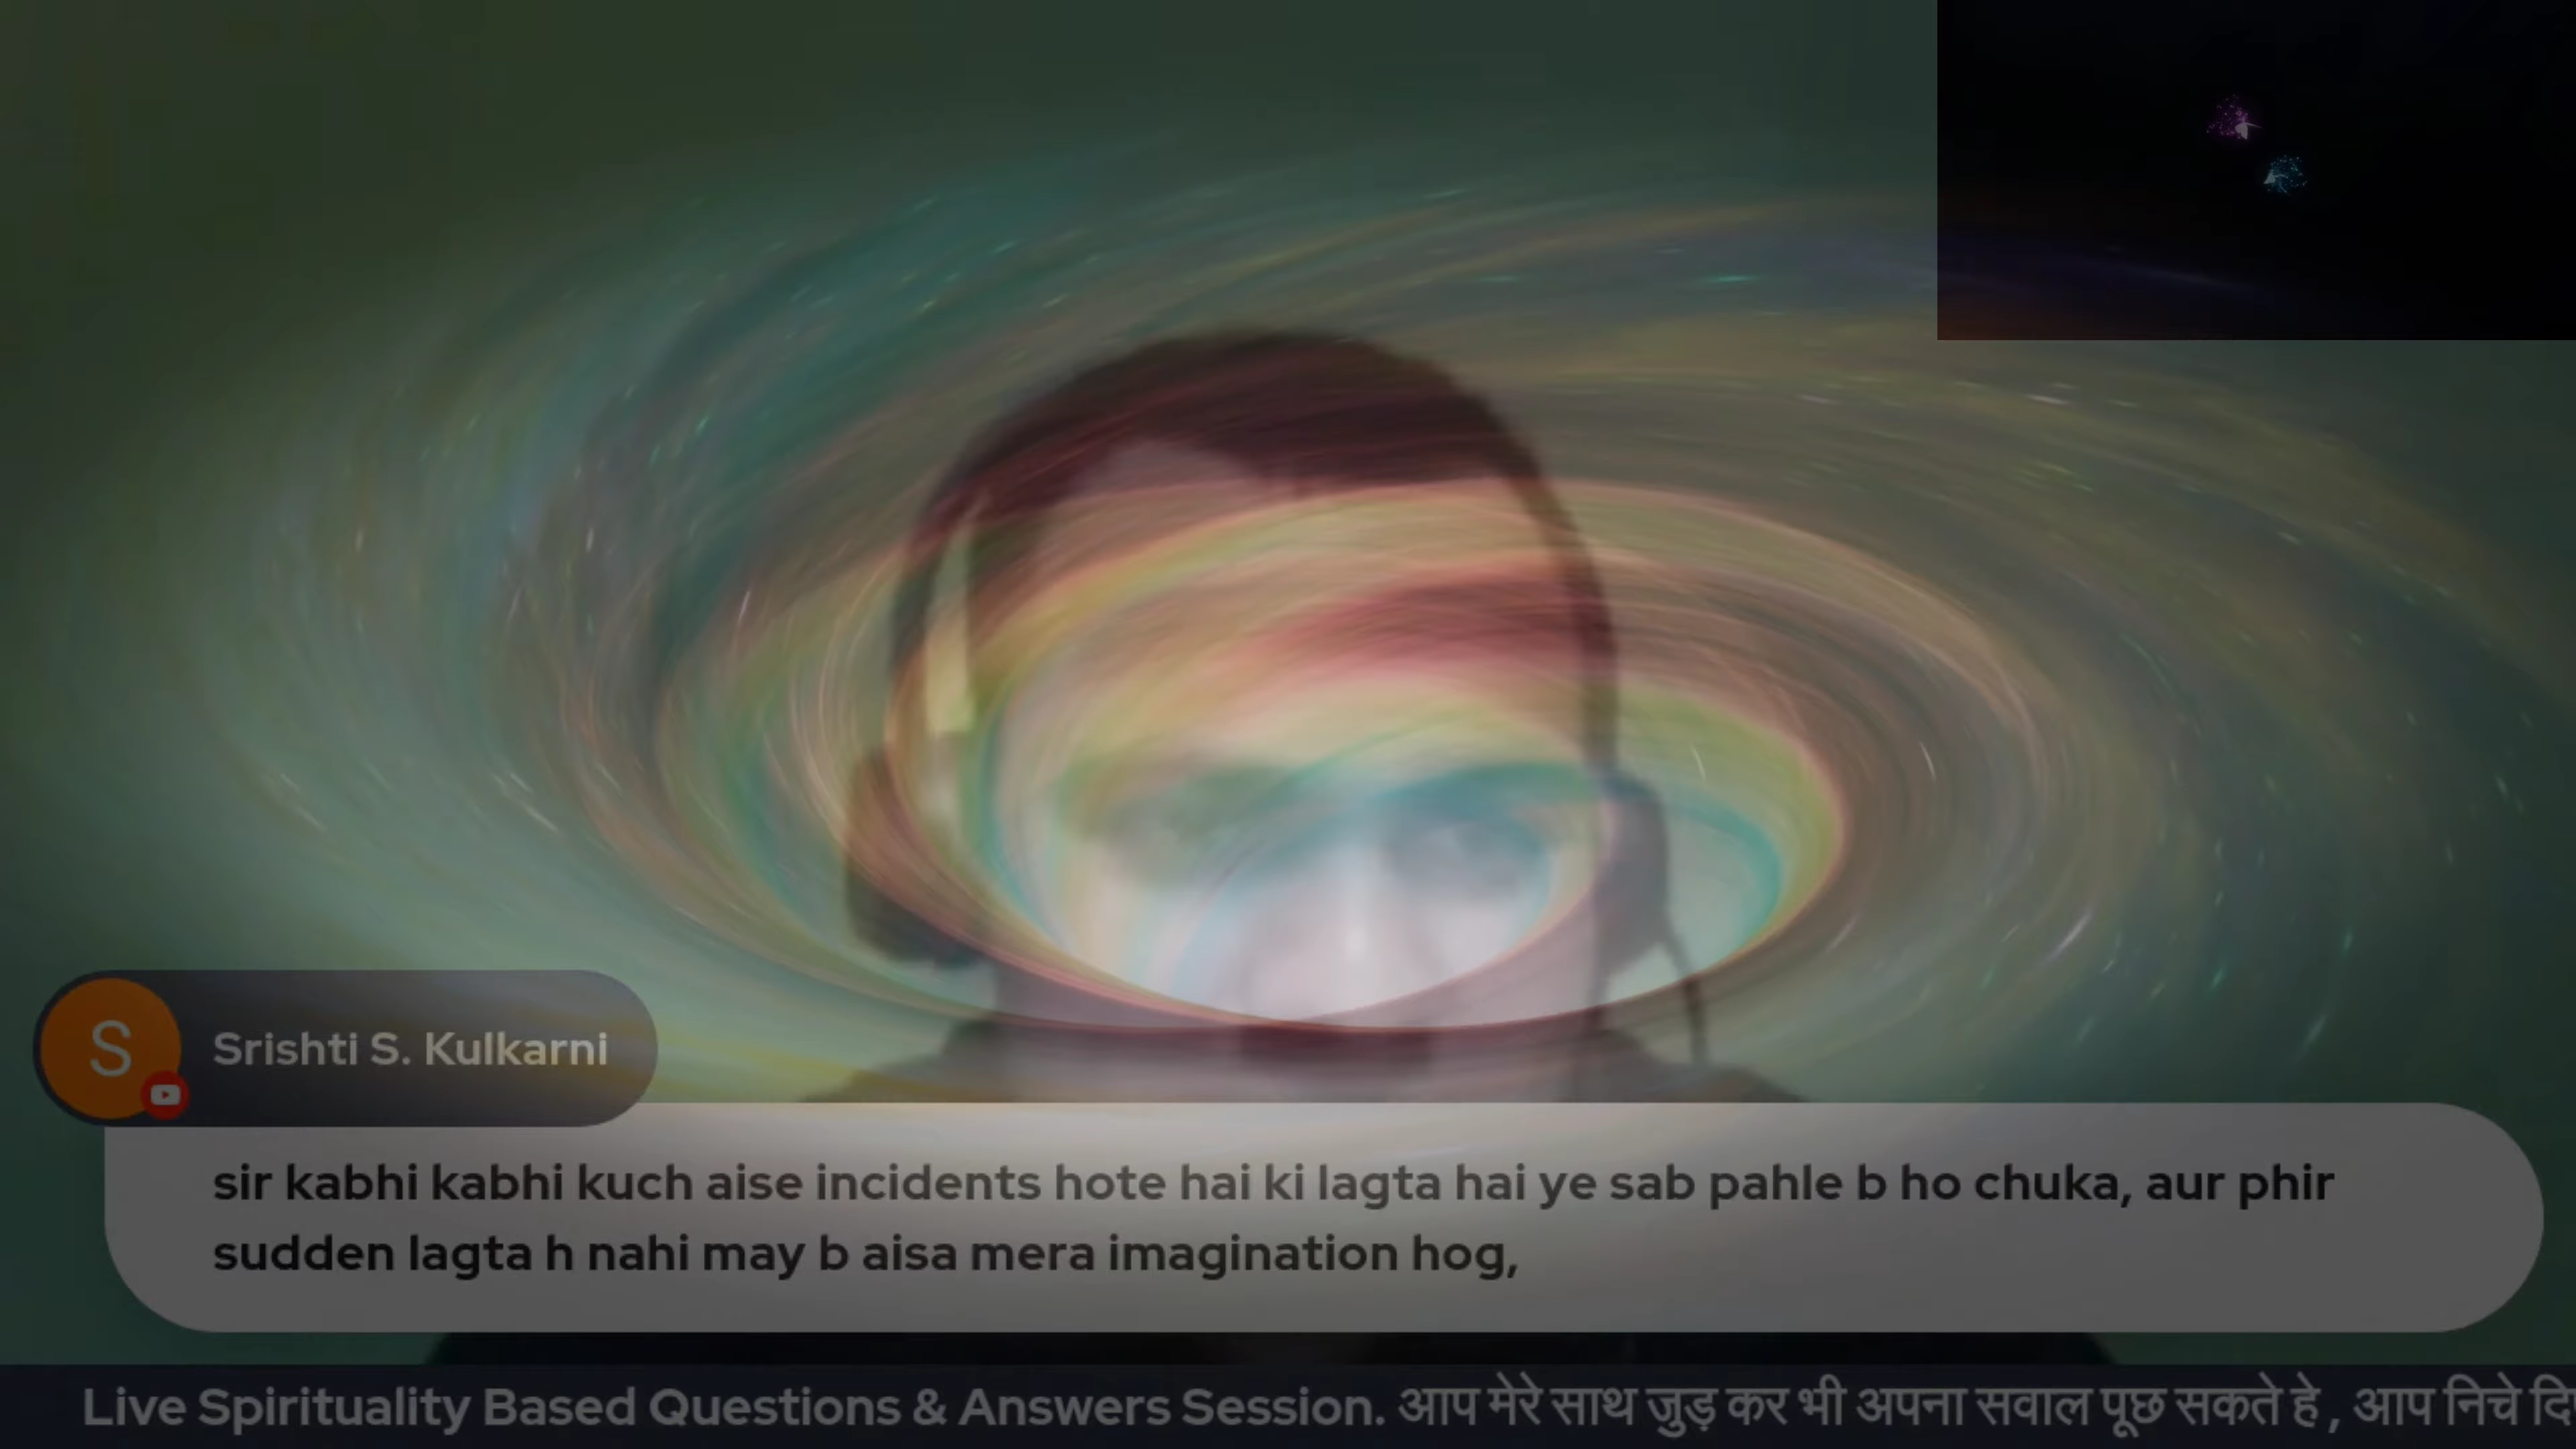 S
Srishti S. Kulkarni
sir kabhi kabhi kuch aise incidents hote hai ki lagta hai ye sab pahle b ho chuka, aur phir
sudden lagta h nahi may b aisa mera imagination hog,
Live Spirituality Based Questions & Answers Session. आप मेरे साथ जुड़ कर भी अपना सवाल पूछ सकते हे , आप निचे